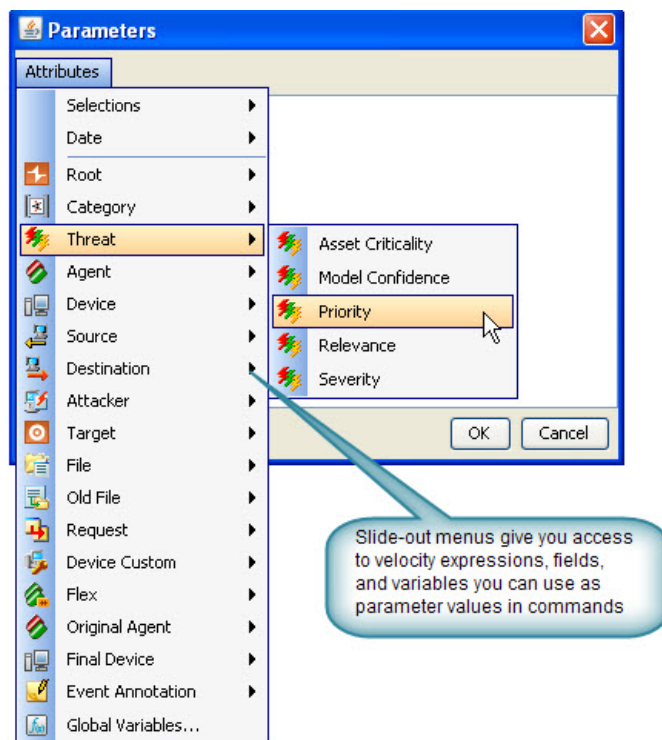 Parameters
Attributes
Selections
Date
Root
Category
Threat
Agent
Device
Source
Destination
Attacker
Target
File
Old File
Request
Device Custom
Flex
Original Agent
Final Device
Event Annotation
Global Variables...
Asset Criticality
Model Confidence
Priority
Relevance
Severity
OK
Cancel
Slide-out menus give you access
to velocity expressions, fields,
and variables you can use as
parameter values in commands